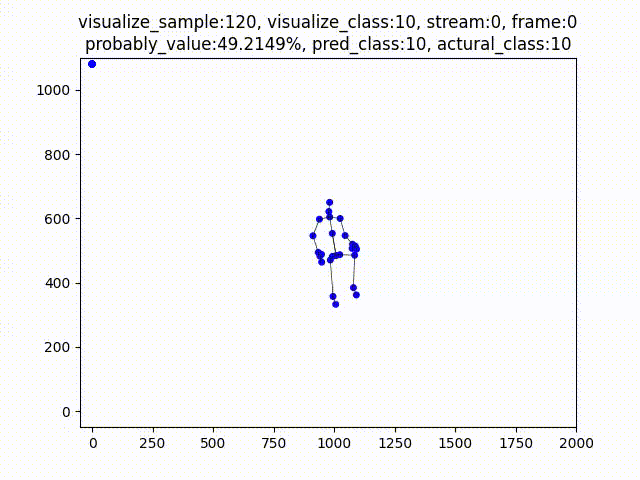 visualize_sample:120, visualize_class:10, stream:0, frame:0
probably_value:49.2149%, pred_class:10, actural_class:10
1000
800
600
400
200
0
0 250 500 750 1000 1250 1500 1750 2000